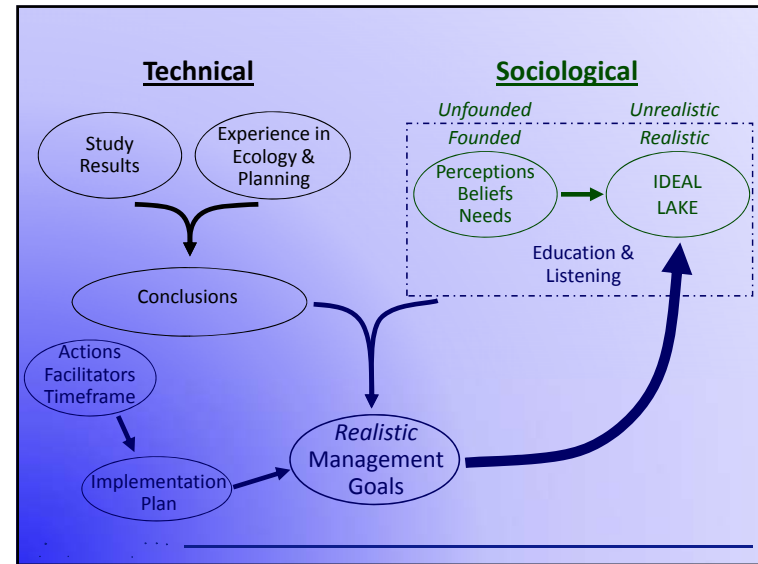 Technical
Sociological
Unfounded
Unrealistic
Founded
Realistic
Study
Results
Experience in
Ecology &
Planning
Perceptions
Beliefs
Needs
IDEAL
LAKE
Education &
Listening
Conclusions
Actions
Facilitators
Timeframe
Realistic
Management
Goals
Implementation
Plan